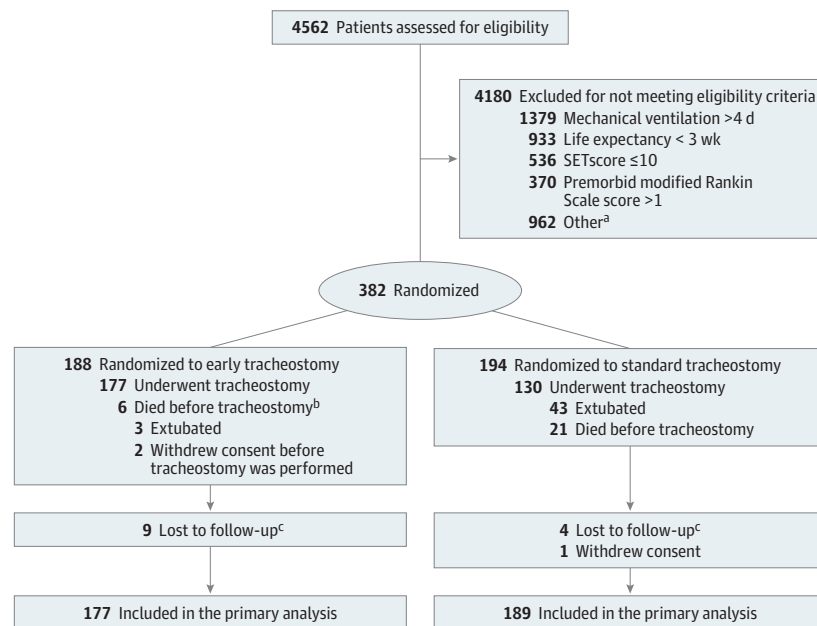 4562 Patients assessed for eligibility
4180 Excluded for not meeting eligibility criteria
1379 Mechanical ventilation >4 d
933 Life expectancy < 3 wk
536 SETscore ≤10
370 Premorbid modified Rankin
Scale score >1
962 Otherᵃ
382 Randomized
188 Randomized to early tracheostomy
177 Underwent tracheostomy
6 Died before tracheostomyᵇ
3 Extubated
2 Withdrew consent before
tracheostomy was performed
194 Randomized to standard tracheostomy
130 Underwent tracheostomy
43 Extubated
21 Died before tracheostomy
9 Lost to follow-upᶜ
4 Lost to follow-upᶜ
1 Withdrew consent
177 Included in the primary analysis
189 Included in the primary analysis